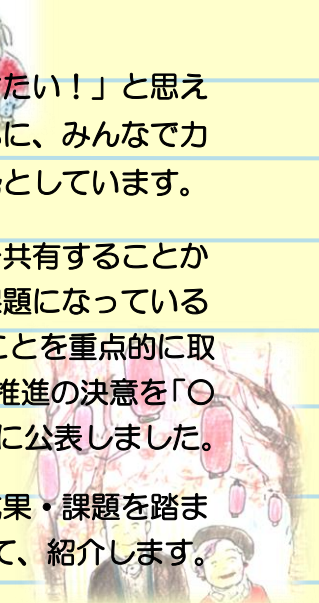 たい！」と思え
に、みんなで力
としています。
共有することか
題になっている
ことを重点的に取
推進の決意を「〇
に公表しました。
果・課題を踏ま
て、紹介します。